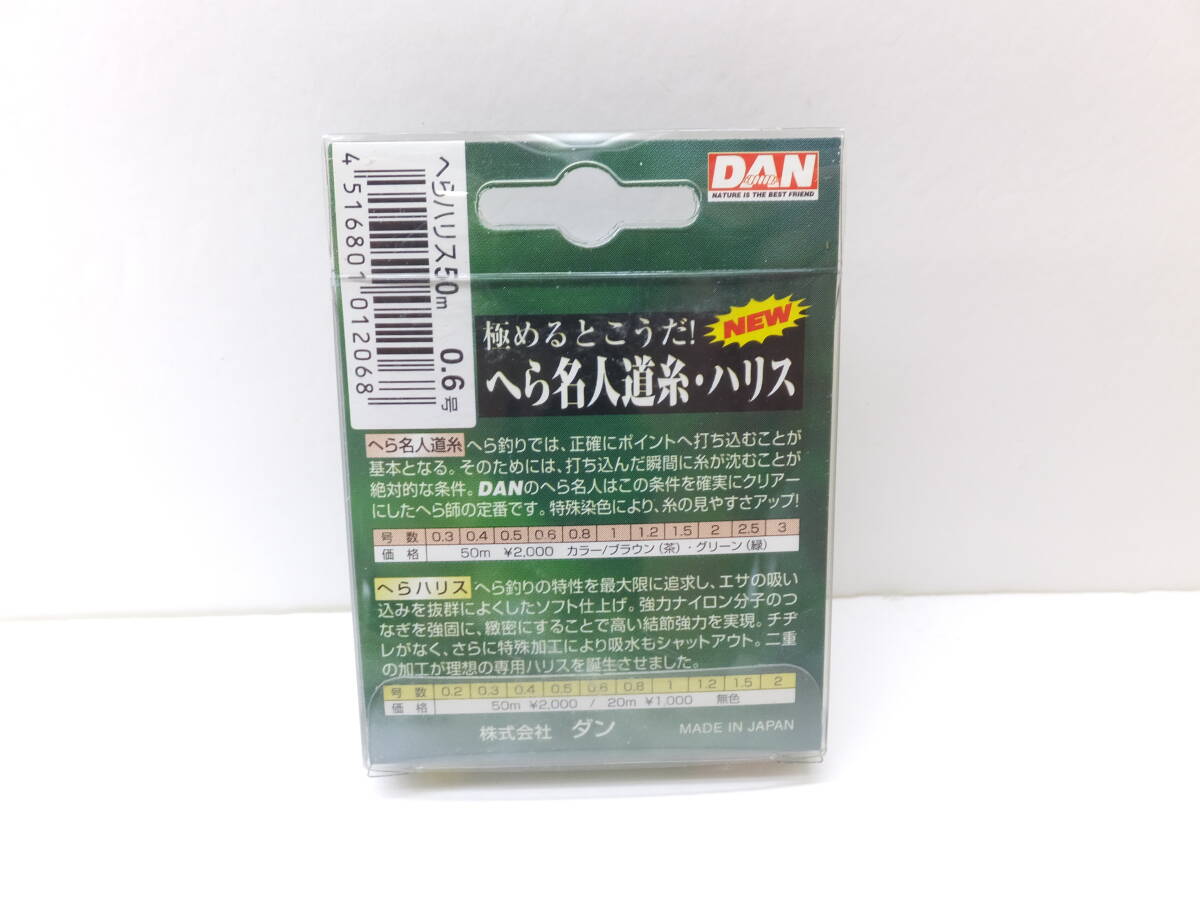 へらハリス50m 0.6号
4 516801 012068
DAN
NATURE IS THE BEST FRIEND
NEW
極めるとこうだ!
へら名人道糸・ハリス
へら名人道糸 へら釣りでは、正確にポイントへ打ち込むことが
基本となる。そのためには、打ち込んだ瞬間に糸が沈むことが
絶対的な条件。DANのへら名人はこの条件を確実にクリアー
にしたへら師の定番です。特殊染色により、糸の見やすさアップ!
号 数 0.3 0.4 0.5 0.6 0.8 1 1.2 1.5 2 2.5 3
価 格 50m ¥2,000 カラー/ブラウン(茶)・グリーン(緑)
へらハリス へら釣りの特性を最大限に追求し、エサの吸い
込みを抜群によくしたソフト仕上げ。強力ナイロン分子のつ
なぎを強固に、緻密にすることで高い結節強力を実現。チヂ
レがなく、さらに特殊加工により吸水もシャットアウト。二重
の加工が理想の専用ハリスを誕生させました。
号 数 0.2 0.3 0.4 0.5 0.6 0.8 1 1.2 1.5 2
価 格 50m ¥2,000 / 20m ¥1,000 無色
株式会社 ダン MADE IN JAPAN